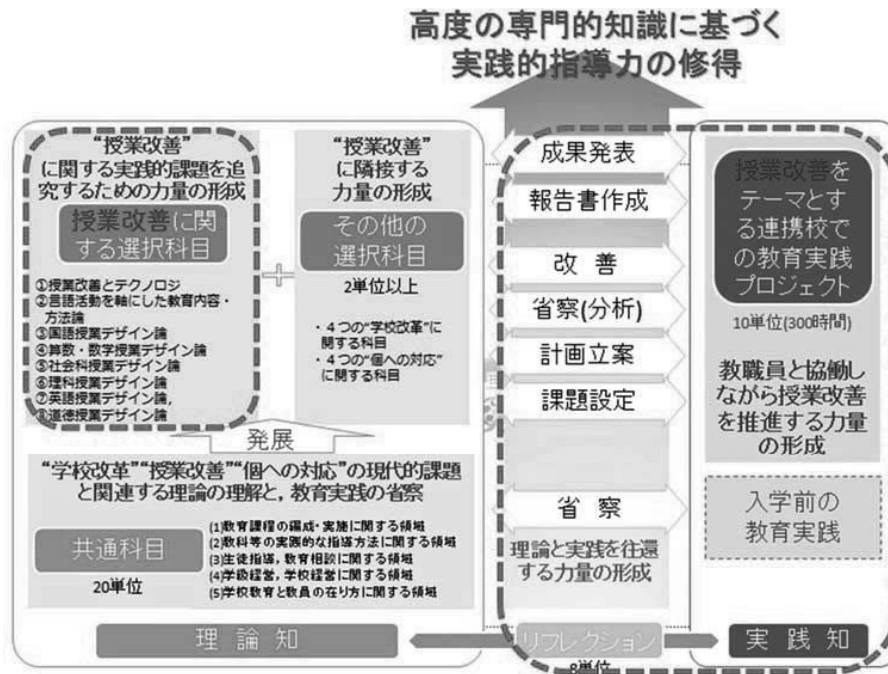 高度の専門的知識に基づく
実践的指導力の修得
“授業改善”
に関する実践的課題を追
究するための力量の形成
授業改善に関
する選択科目
①授業改善とテクノロジ
②言語活動を軸にした教育内容・
方法論
③国語授業デザイン論
④算数・数学授業デザイン論
⑤社会科授業デザイン論
⑥理科授業デザイン論
⑦英語授業デザイン論,
⑧道徳授業デザイン論
“授業改善”
に隣接する
力量の形成
その他の
選択科目
2単位以上
・４つの“学校改革”に
関する科目
・４つの“個への対応”
に関する科目
発展
“学校改革”“授業改善”“個への対応”の現代的課題
と関連する理論の理解と，教育実践の省察
共通科目
20単位
(1)教育課程の編成・実施に関する領域
(2)教科等の実践的な指導方法に関する領域
(3)生徒指導，教育相談に関する領域
(4)学級経営，学校経営に関する領域
(5)学校教育と教員の在り方に関する領域
理論知
成果発表
報告書作成
改善
省察(分析)
計画立案
課題設定
省察
理論と実践を往還
する力量の形成
リフレクション
8単位
授業改善を
テーマとす
る連携校で
の教育実践
プロジェクト
10単位(300時間)
教職員と協働し
ながら授業改善
を推進する力量
の形成
入学前の
教育実践
実践知